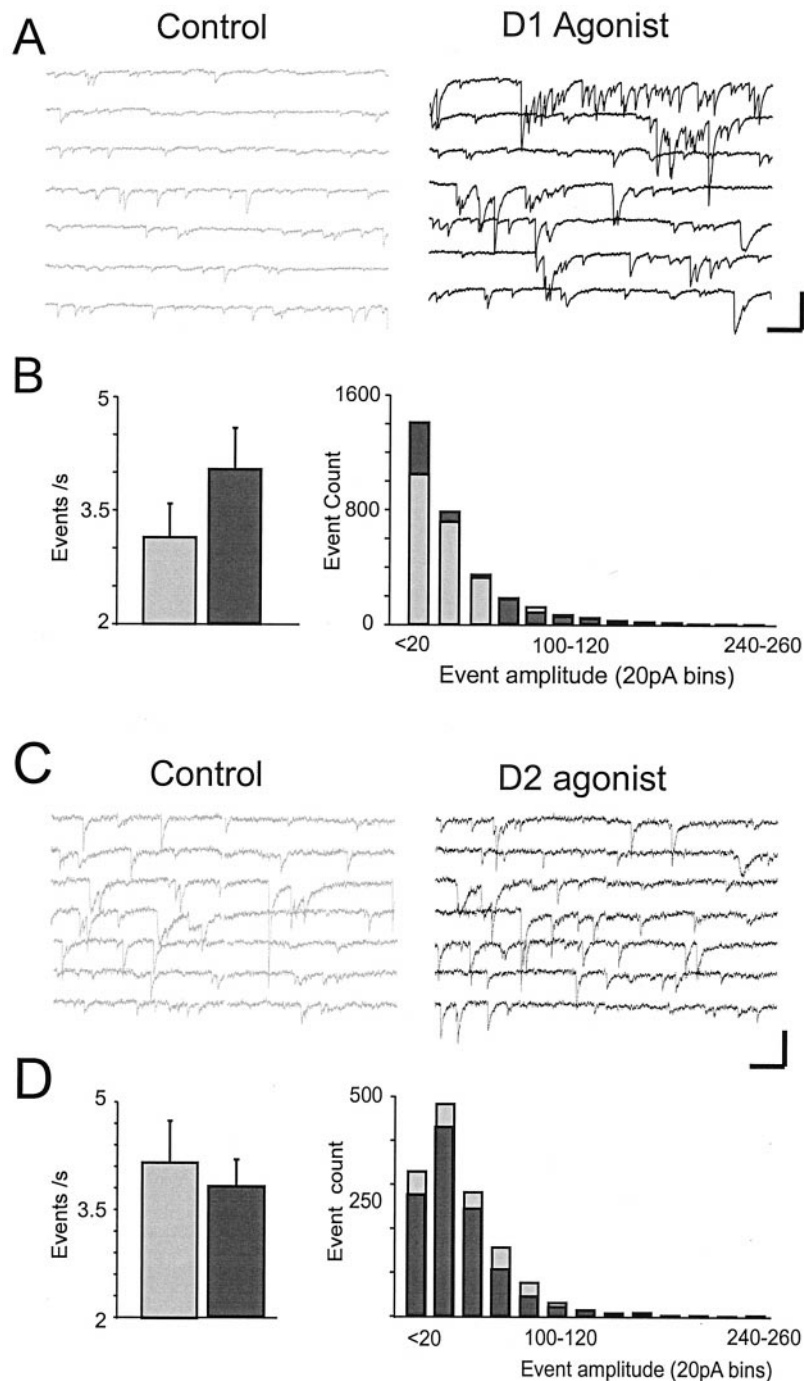 A
Control
D1 Agonist
B
5
3.5
2
Events /s
1600
800
0
Event Count
<20
100-120
240-260
Event amplitude (20pA bins)
C
Control
D2 agonist
D
5
3.5
2
Events /s
500
250
Event count
<20
100-120
240-260
Event amplitude (20pA bins)